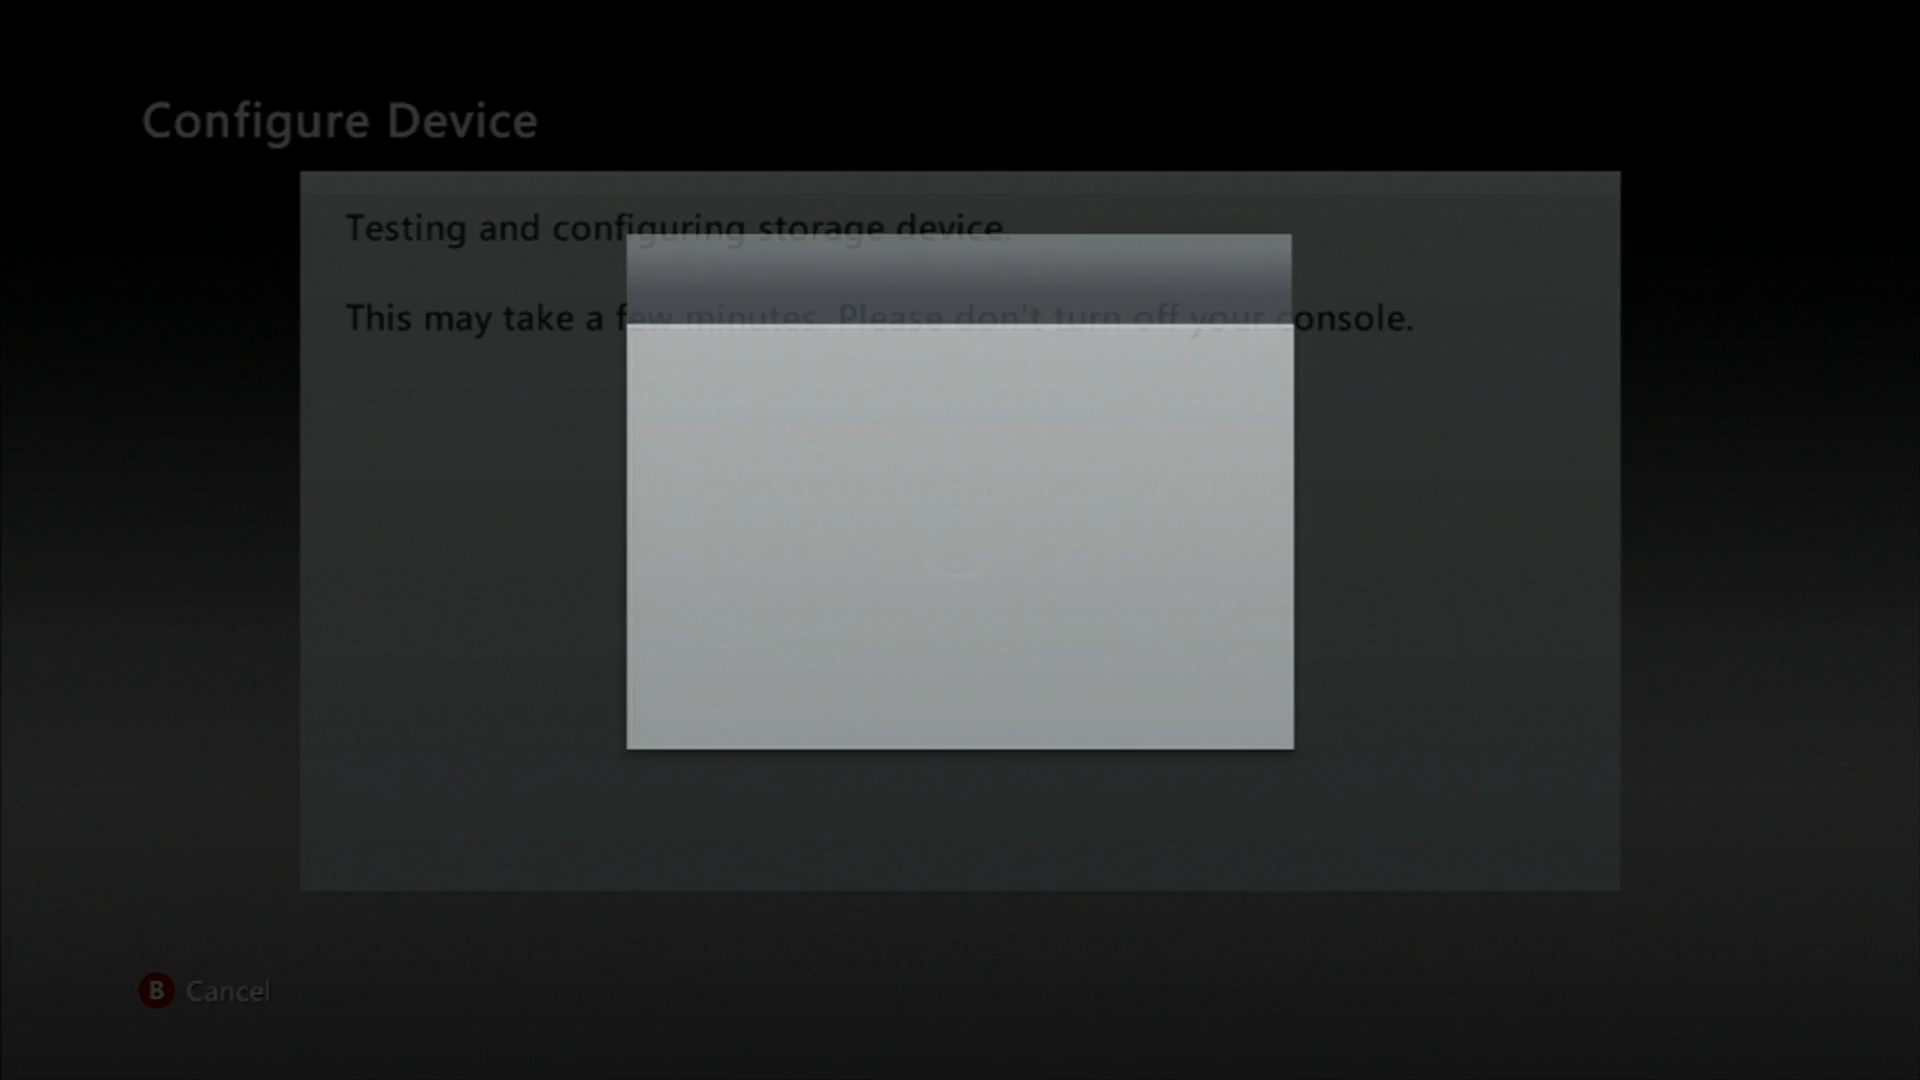 Configure Device
Testing and configuring storage device.
This may take a few minutes. Please don't turn off your console.
B Cancel